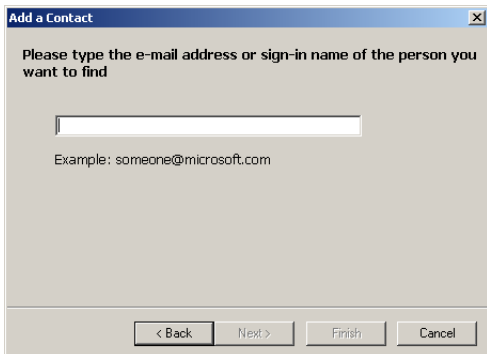 Add a Contact
Please type the e-mail address or sign-in name of the person you
want to find
Example: someone@microsoft.com
< Back Next > Finish Cancel